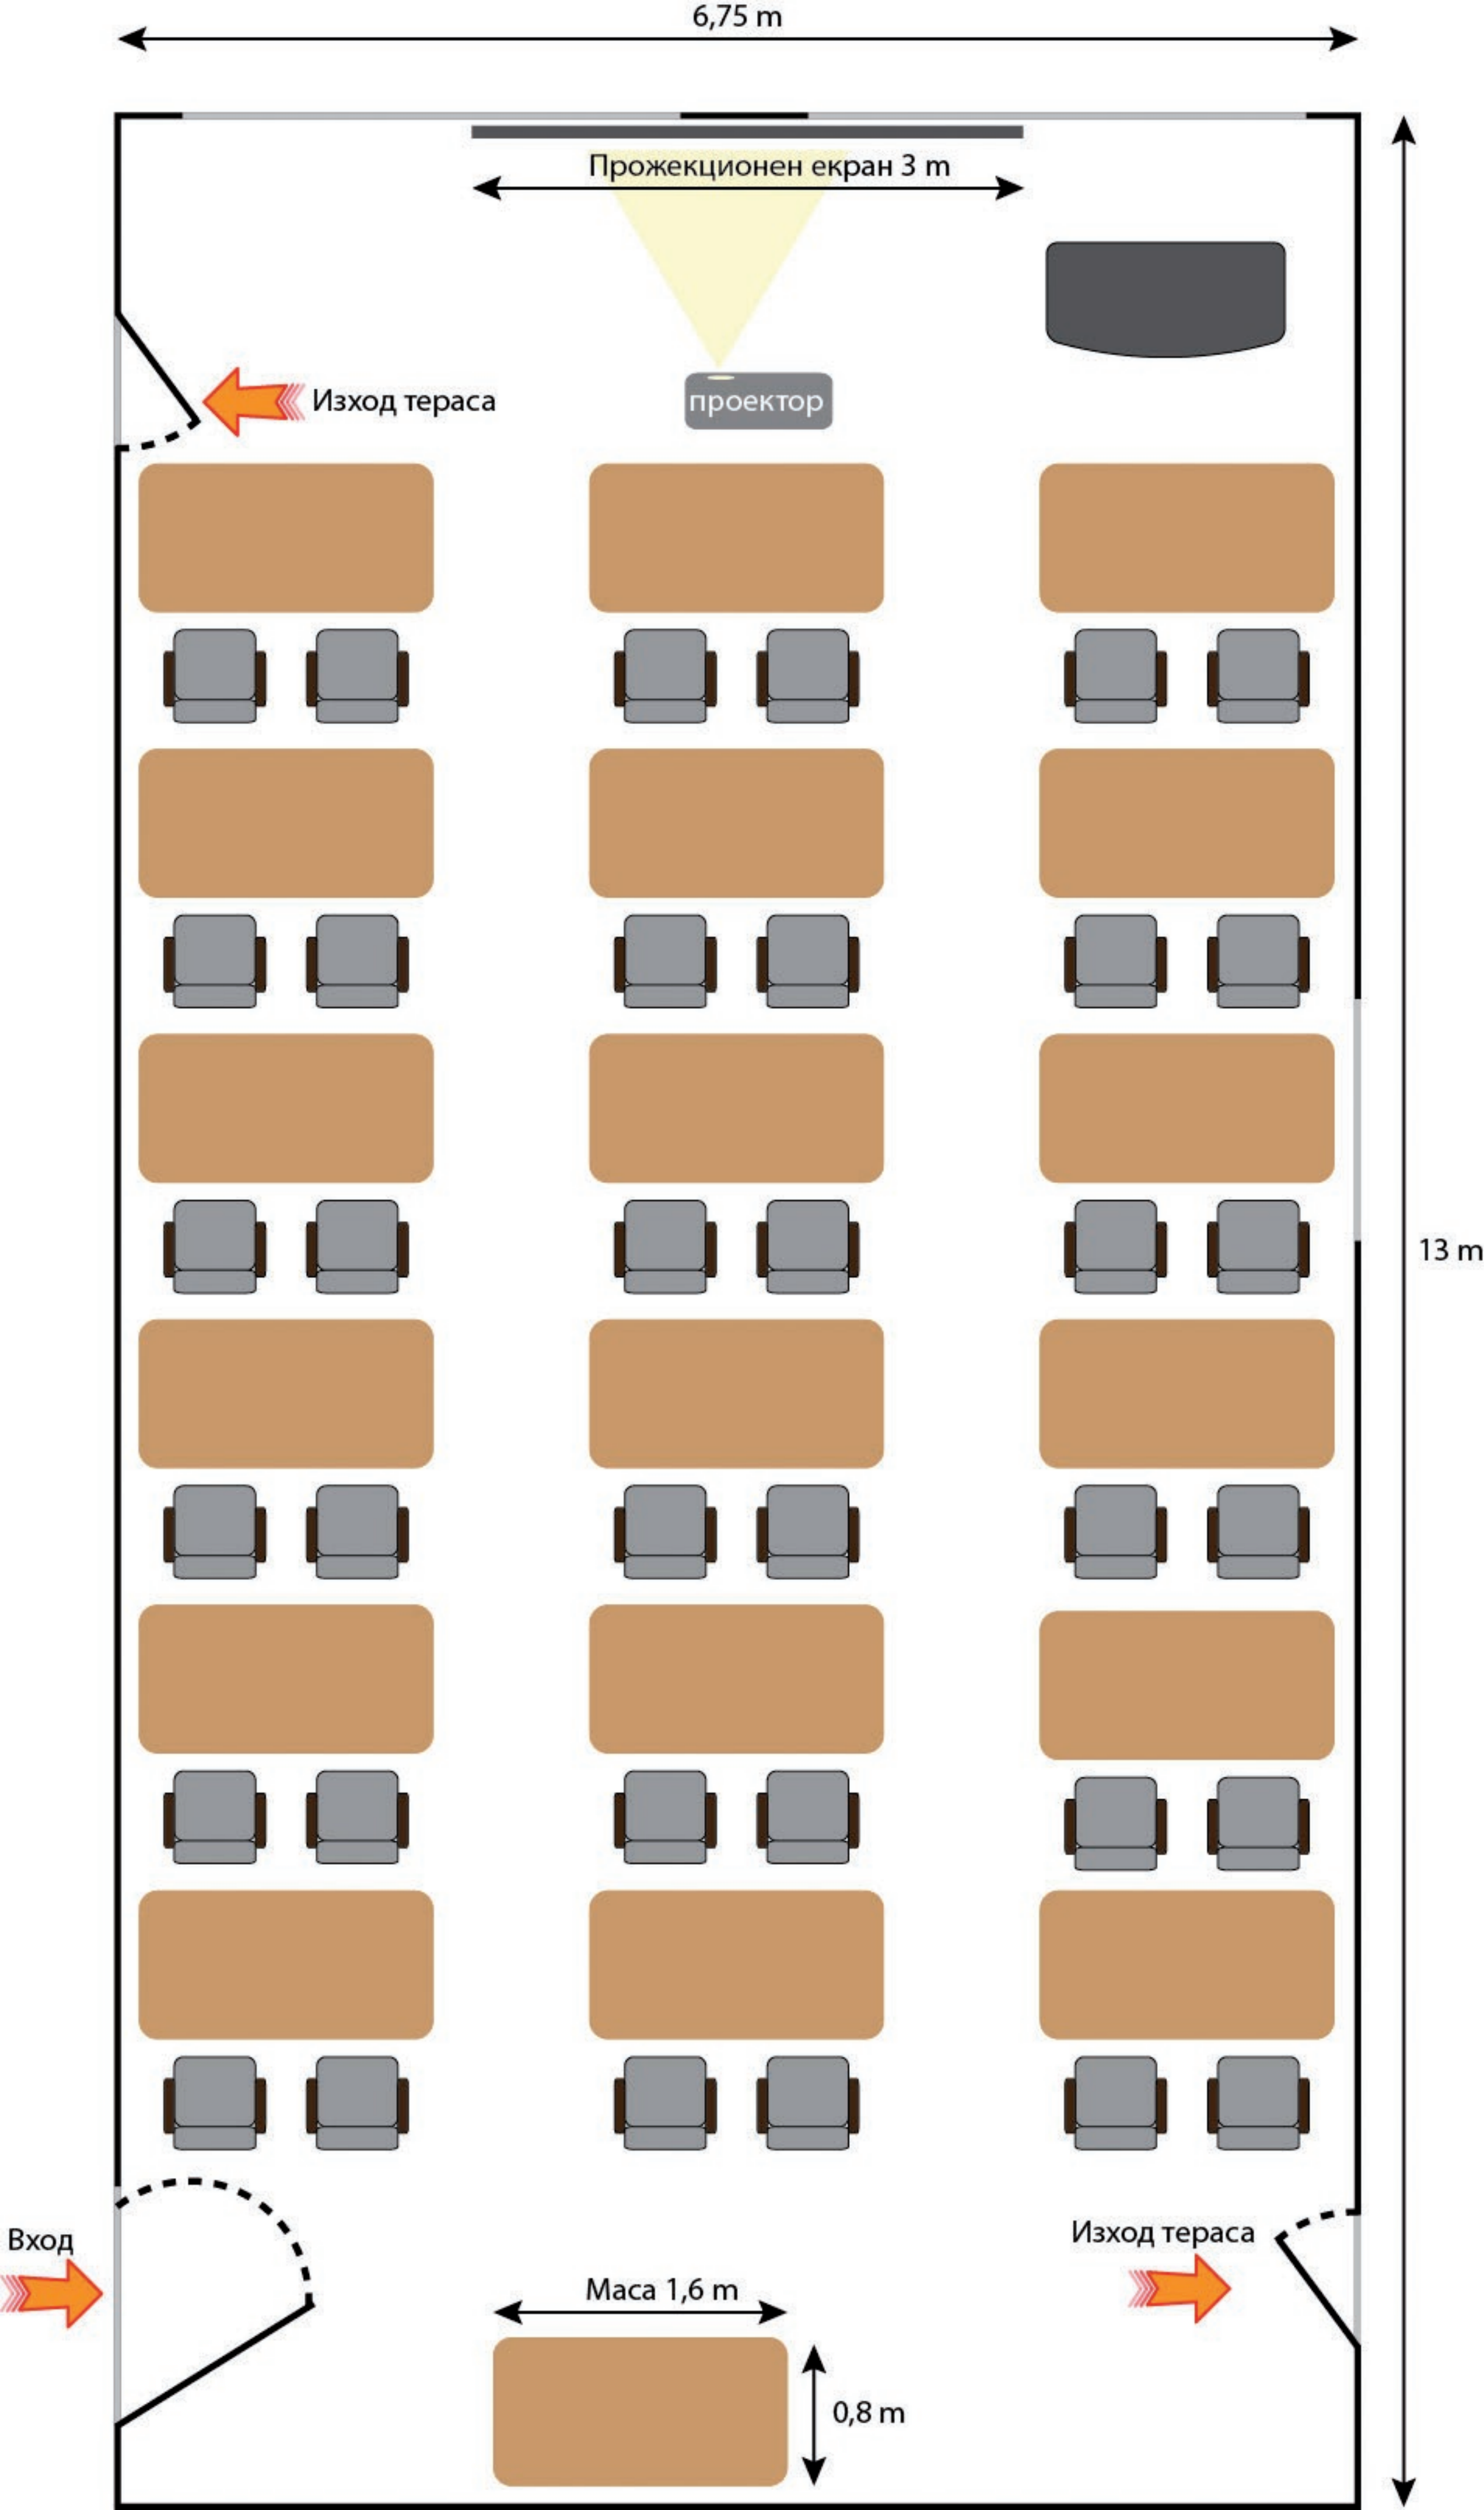 6,75 m
Прожекционен екран 3 m
Изход тераса
проектор
13 m
Вход
Изход тераса
Маса 1,6 m
0,8 m